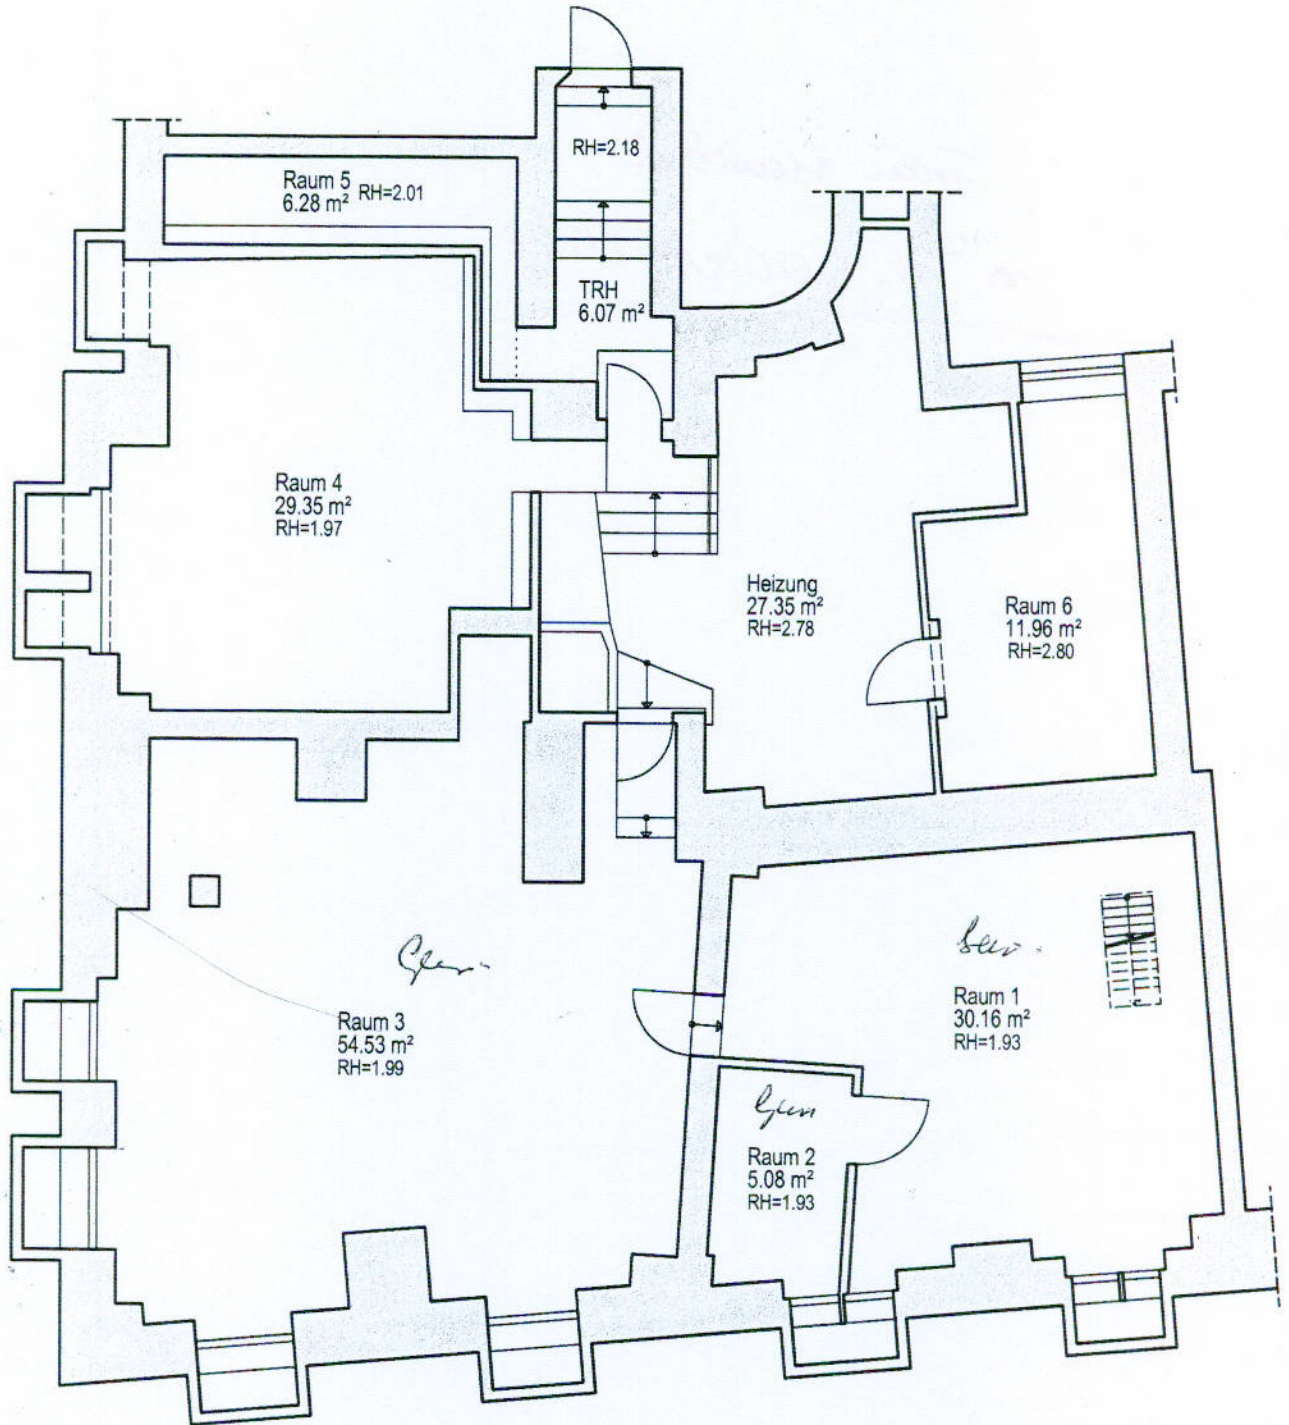 RH=2.18
Raum 5
6.28 m² RH=2.01
TRH
6.07 m²
Raum 4
29.35 m²
RH=1.97
Heizung
27.35 m²
RH=2.78
Raum 6
11.96 m²
RH=2.80
Raum 3
54.53 m²
RH=1.99
Raum 1
30.16 m²
RH=1.93
Raum 2
5.08 m²
RH=1.93